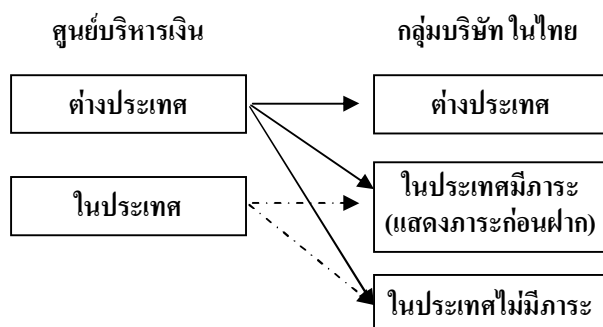 ศูนย์บริหารเงิน
กลุ่มบริษัท ในไทย
ต่างประเทศ
ต่างประเทศ
ในประเทศ
ในประเทศมีภาระ
(แสดงภาระก่อนฝาก)
ในประเทศไม่มีภาระ